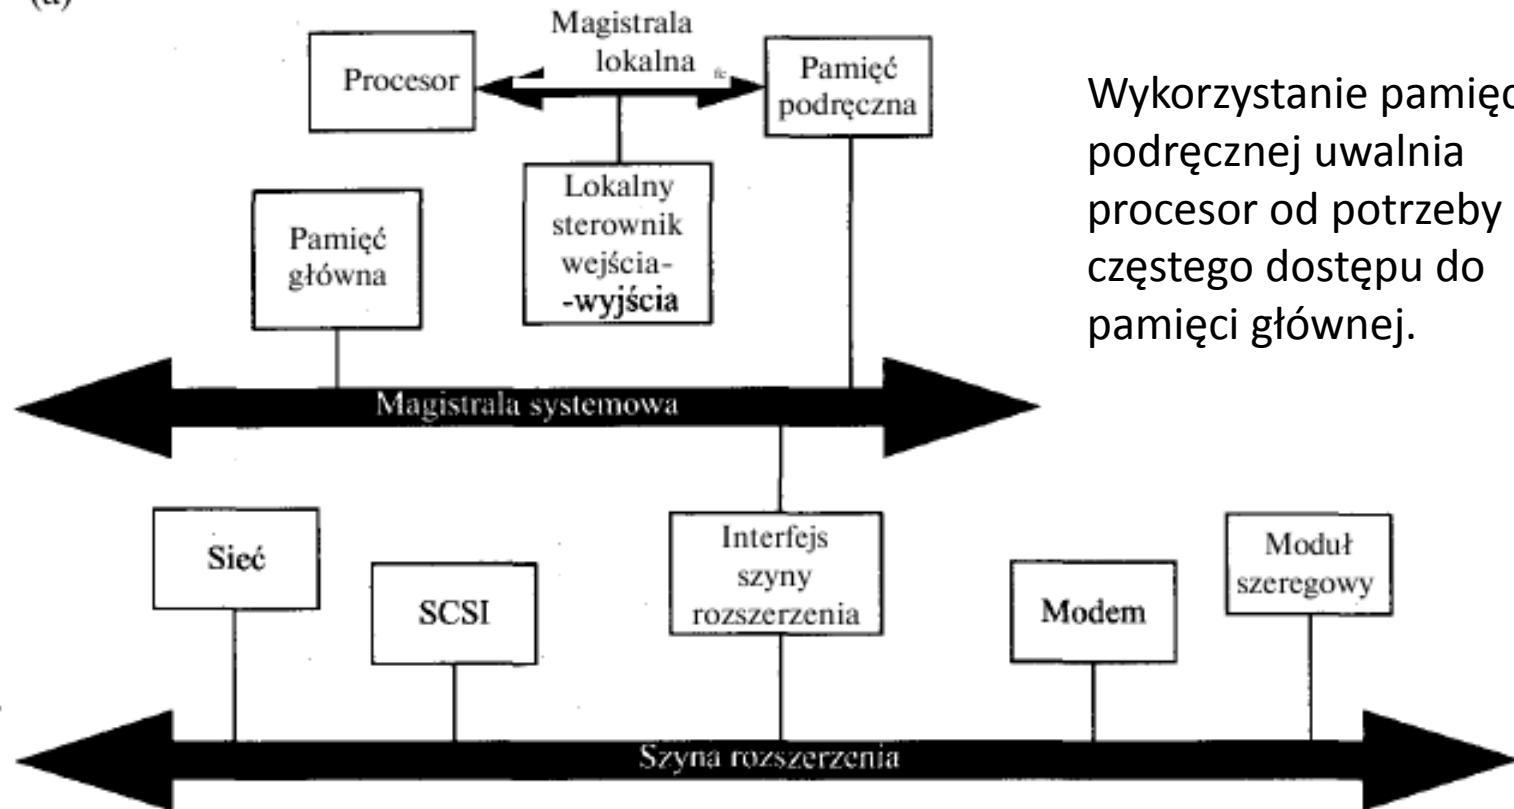 (a)
Magistrala
lokalna
Procesor
Pamięć
podręczna
Wykorzystanie pamięc
podręcznej uwalnia
procesor od potrzeby
częstego dostępu do
pamięci głównej.
Lokalny
sterownik
wejścia-
-wyjścia
Pamięć
główna
Magistrala systemowa
Sieć
SCSI
Interfejs
szyny
rozszerzenia
Modem
Moduł
szeregowy
Szyna rozszerzenia